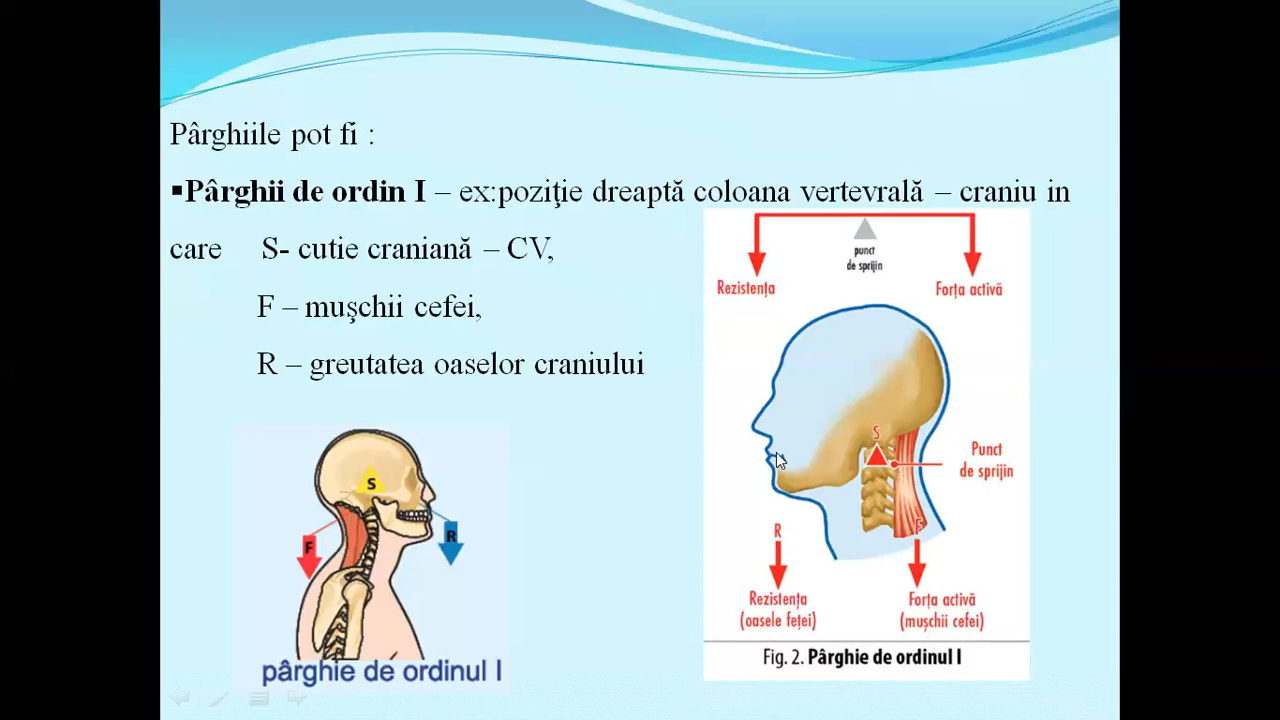 Pârghiile pot fi :
▪Pârghii de ordin I – ex:poziţie dreaptă coloana vertevrală – craniu in
care S- cutie craniană – CV,
F – muşchii cefei,
R – greutatea oaselor craniului
punct
de sprijin
Rezistența
Forța activă
S
Punct
de sprijin
R
F
Rezistența
(oasele feței)
Forța activă
(mușchii cefei)
Fig. 2. Pârghie de ordinul I
S
F
R
pârghie de ordinul I